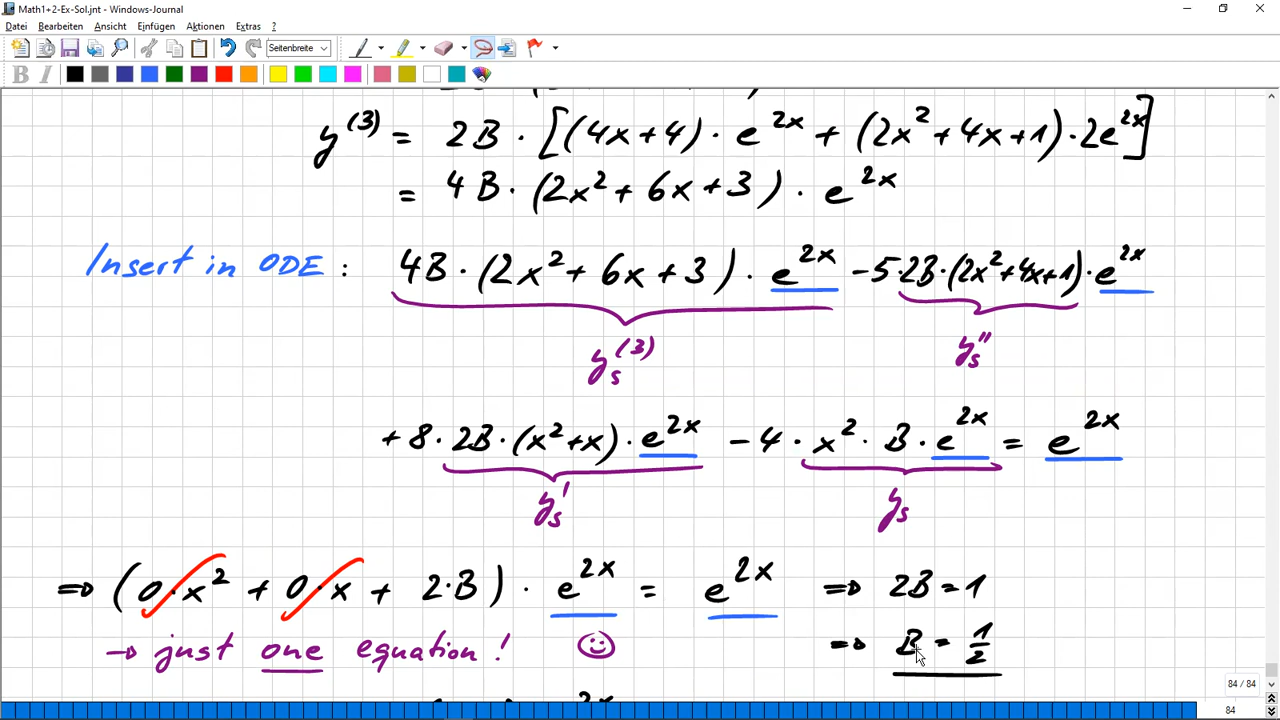 Math1+2-Ex-Sol.jnt - Windows-Journal
Datei Bearbeiten Ansicht Einfügen Aktionen Extras ?
Seitenbreite
B I
y^(3) = 2B · [(4x+4) · e^2x + (2x^2+4x+1) · 2e^2x]
= 4B · (2x^2+6x+3) · e^2x
Insert in ODE : 4B · (2x^2+6x+3) · e^2x -5·2B·(2x^2+4x+1)·e^2x
y_s^(3) y_s''
+8·2B·(x^2+x)·e^2x -4·x^2·B·e^2x = e^2x
y_s' y_s
⇒ (0·x^2 + 0·x + 2·B) · e^2x = e^2x ⇒ 2B = 1
→ just one equation! ☺ ⇒ B = 1/2
84 / 84
84